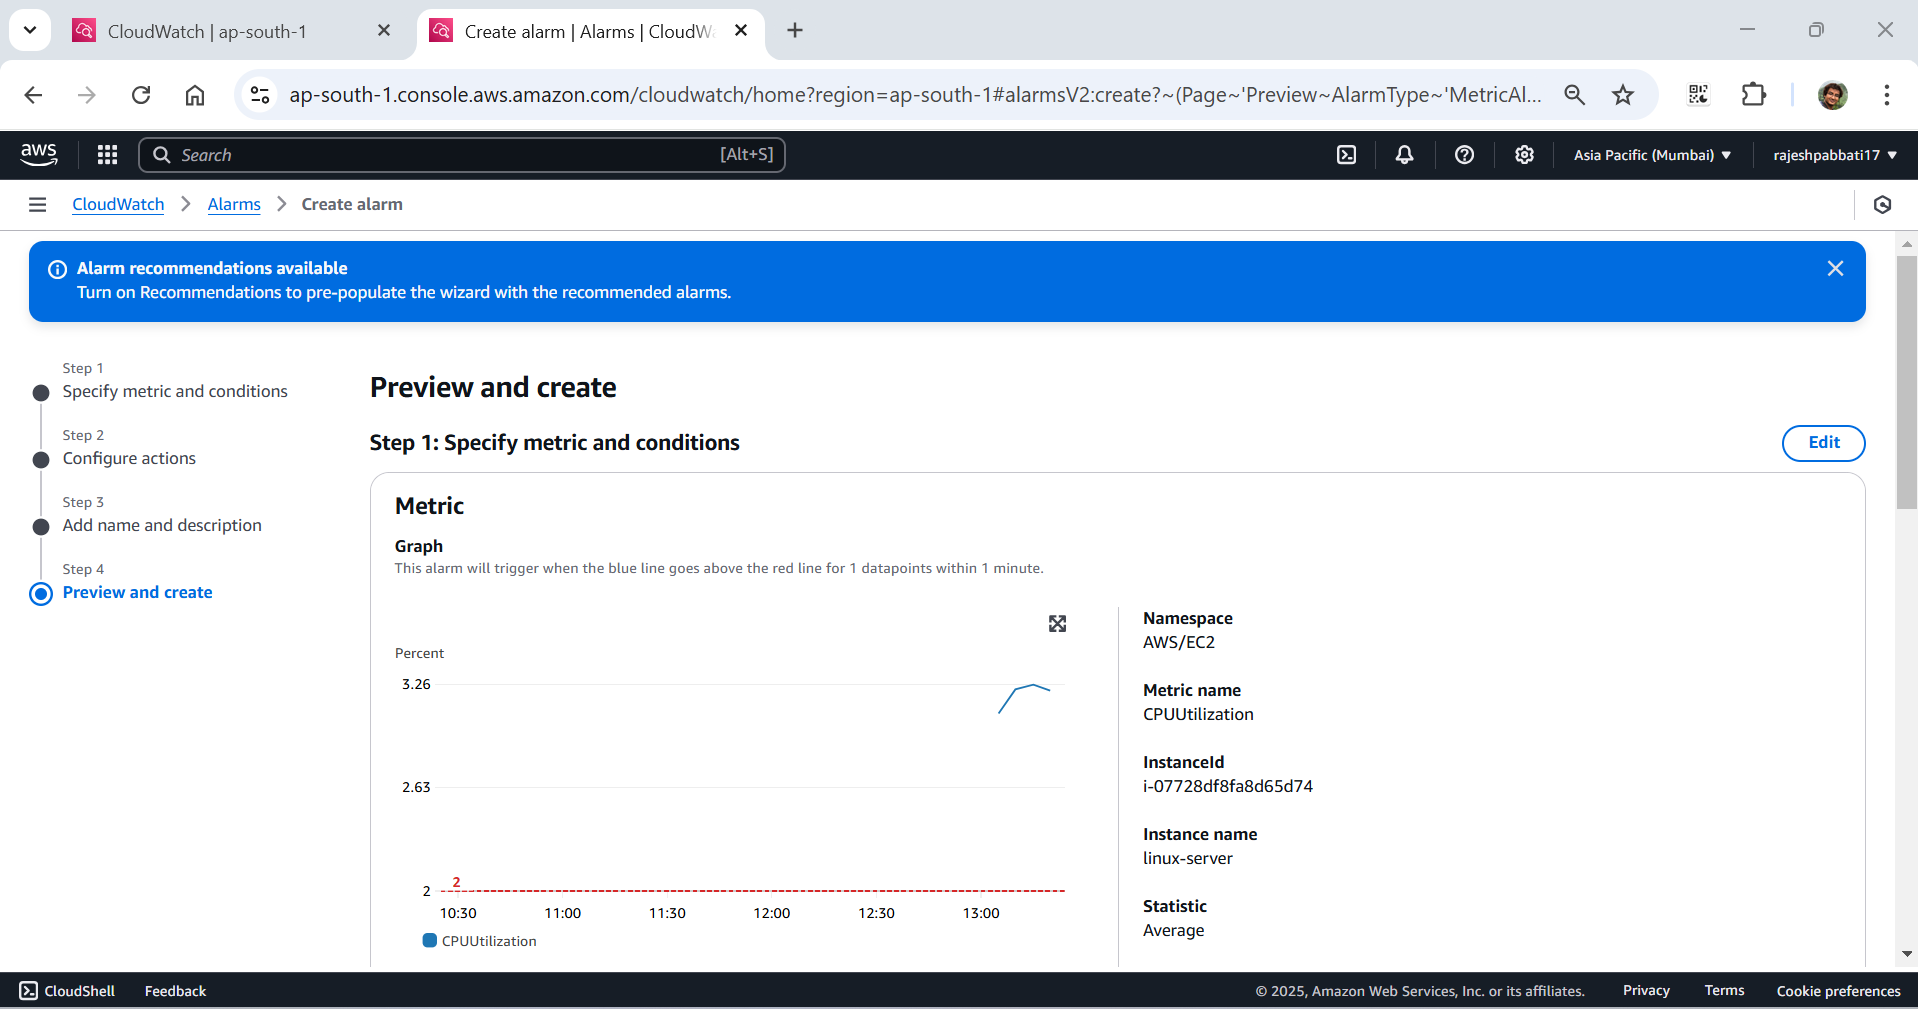 CloudWatch | ap-south-1
Create alarm | Alarms | CloudW
ap-south-1.console.aws.amazon.com/cloudwatch/home?region=ap-south-1#alarmsV2:create?~(Page~'Preview~AlarmType~'MetricAl...
aws
Search
[Alt+S]
Asia Pacific (Mumbai)
rajeshpabbati17
CloudWatch
Alarms
Create alarm
Alarm recommendations available
Turn on Recommendations to pre-populate the wizard with the recommended alarms.
Step 1
Specify metric and conditions
Step 2
Configure actions
Step 3
Add name and description
Step 4
Preview and create
Preview and create
Step 1: Specify metric and conditions
Edit
Metric
Graph
This alarm will trigger when the blue line goes above the red line for 1 datapoints within 1 minute.
Percent
3.26
2.63
2
2
10:30
11:00
11:30
12:00
12:30
13:00
CPUUtilization
Namespace
AWS/EC2
Metric name
CPUUtilization
InstanceId
i-07728df8fa8d65d74
Instance name
linux-server
Statistic
Average
CloudShell
Feedback
© 2025, Amazon Web Services, Inc. or its affiliates.
Privacy
Terms
Cookie preferences